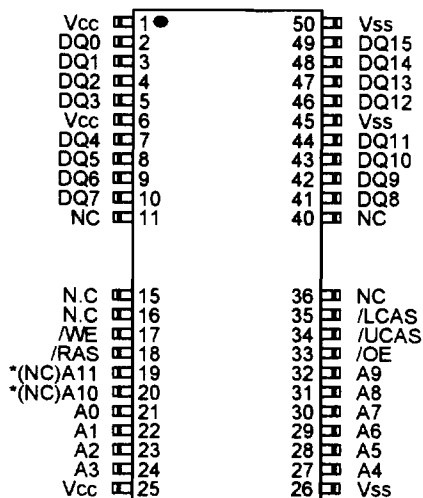 Vcc 1 50 Vss
DQ0 2 49 DQ15
DQ1 3 48 DQ14
DQ2 4 47 DQ13
DQ3 5 46 DQ12
Vcc 6 45 Vss
DQ4 7 44 DQ11
DQ5 8 43 DQ10
DQ6 9 42 DQ9
DQ7 10 41 DQ8
NC 11 40 NC
N.C 15 36 NC
N.C 16 35 /LCAS
/WE 17 34 /UCAS
/RAS 18 33 /OE
*(NC)A11 19 32 A9
*(NC)A10 20 31 A8
A0 21 30 A7
A1 22 29 A6
A2 23 28 A5
A3 24 27 A4
Vcc 25 26 Vss